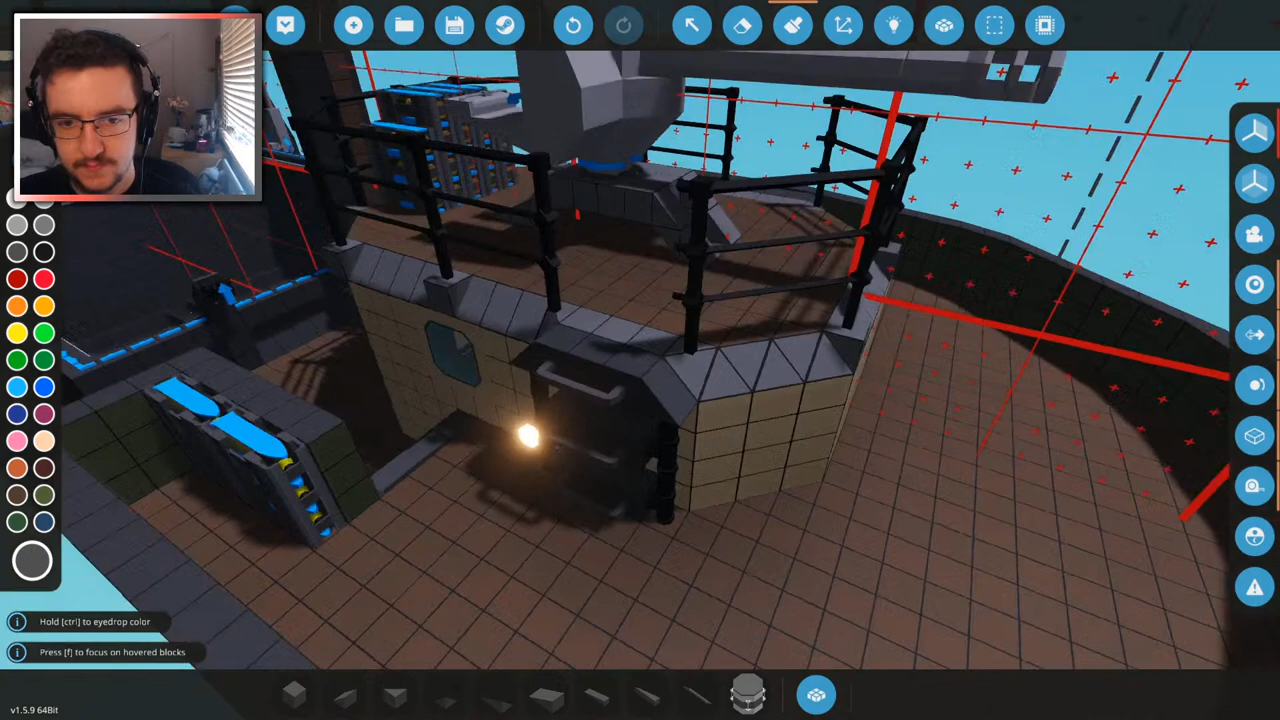 Hold [ctrl] to eyedrop color
Press [f] to focus on hovered blocks
v1.5.9 64Bit